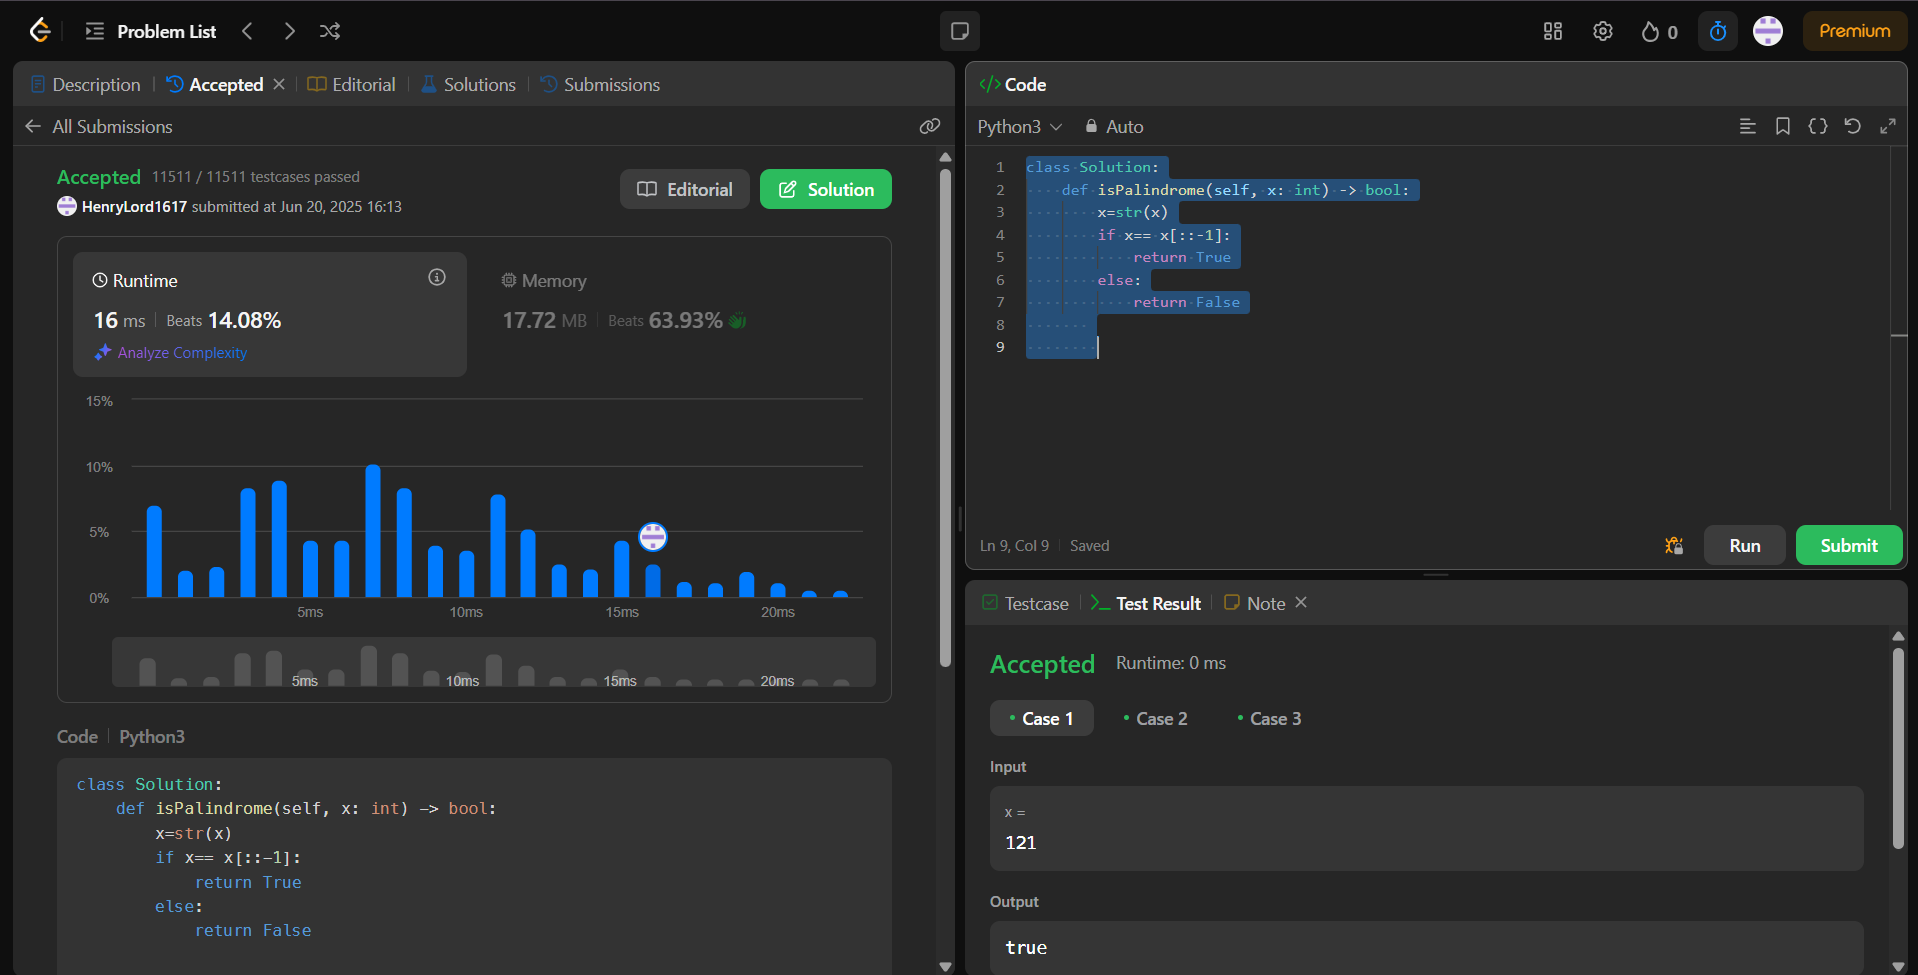 Problem List
0
Premium
Description
Accepted
Editorial
Solutions
Submissions
All Submissions
Accepted 11511 / 11511 testcases passed
HenryLord1617 submitted at Jun 20, 2025 16:13
Editorial
Solution
Runtime
16 ms Beats 14.08%
Analyze Complexity
Memory
17.72 MB Beats 63.93%
15%
10%
5%
0%
5ms 10ms 15ms 20ms
5ms 10ms 15ms 20ms
Code Python3
class Solution:
    def isPalindrome(self, x: int) -> bool:
        x=str(x)
        if x== x[::-1]:
            return True
        else:
            return False
</> Code
Python3 Auto
1 class Solution:
2     def isPalindrome(self, x: int) -> bool:
3         x=str(x)
4         if x== x[::-1]:
5             return True
6         else:
7             return False
8
9
Ln 9, Col 9 Saved
Run
Submit
Testcase
Test Result
Note
Accepted Runtime: 0 ms
Case 1
Case 2
Case 3
Input
x =
121
Output
true